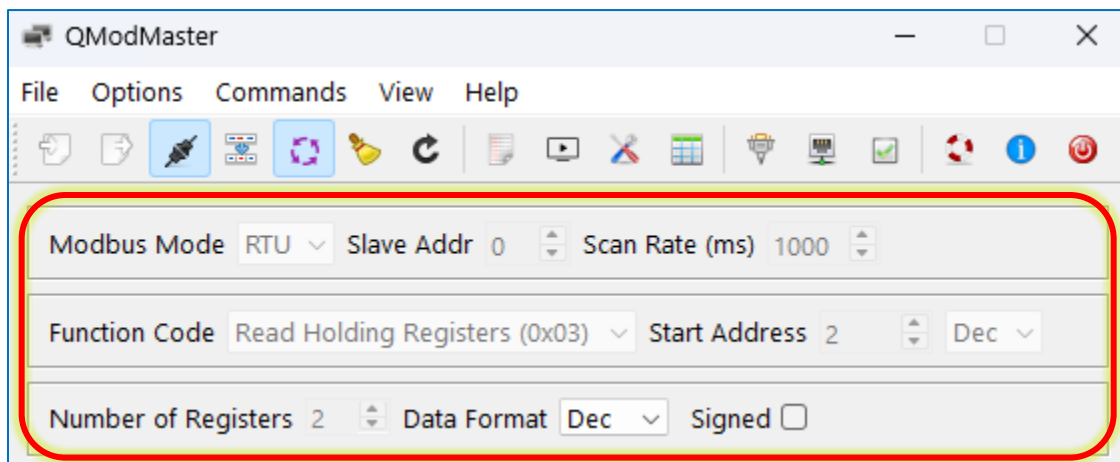 QModMaster
File Options Commands View Help
Modbus Mode RTU Slave Addr 0 Scan Rate (ms) 1000
Function Code Read Holding Registers (0x03) Start Address 2 Dec
Number of Registers 2 Data Format Dec Signed